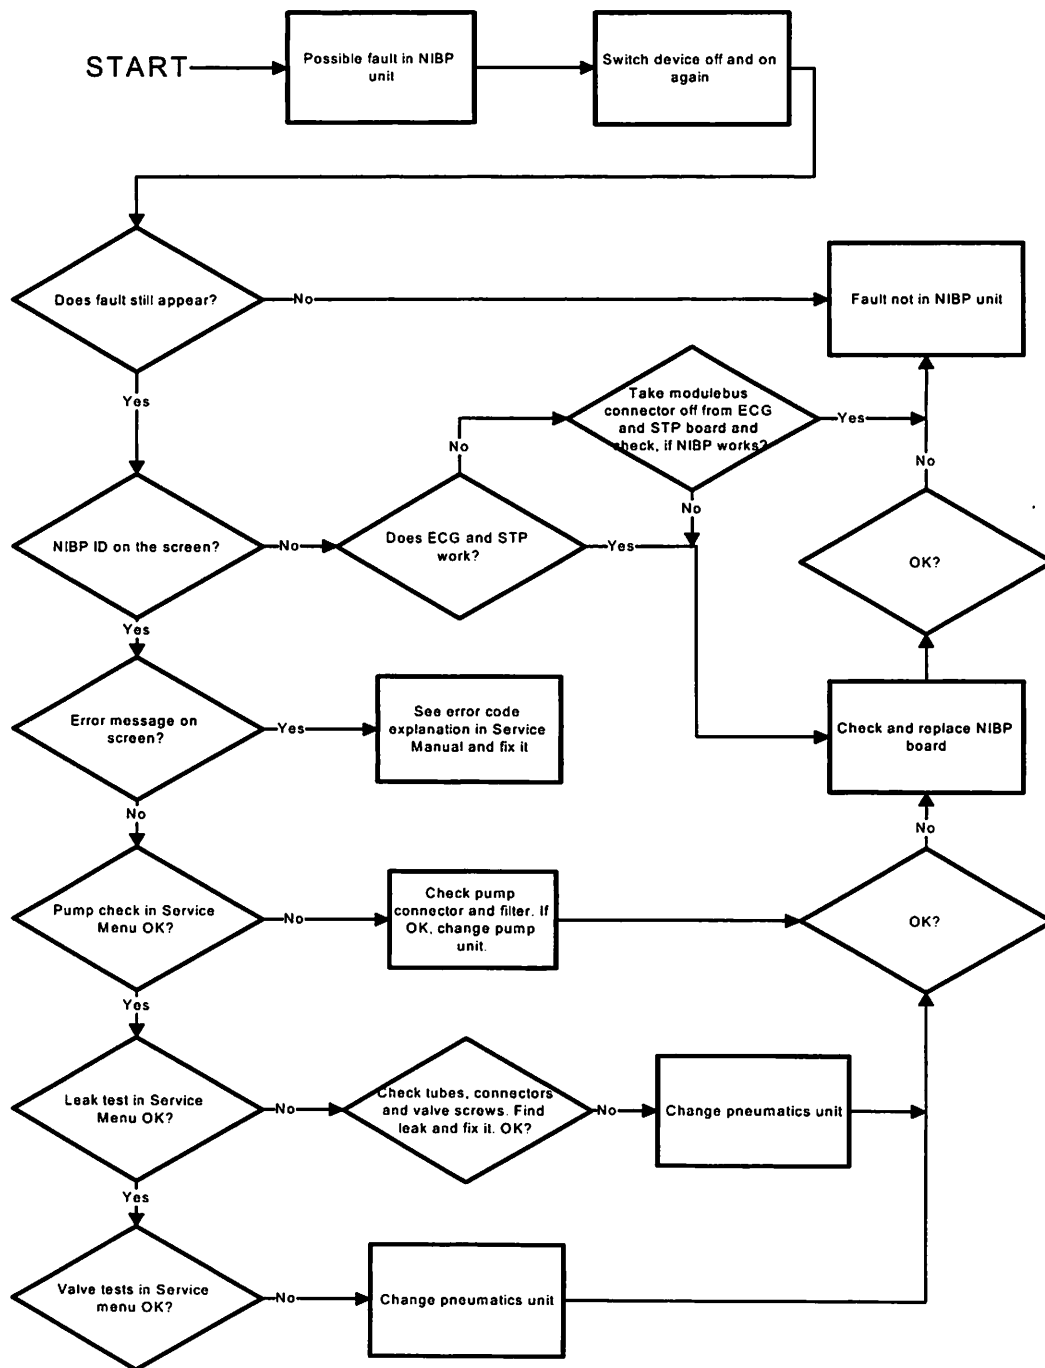 START
Possible fault in NIBP
unit
Switch device off and on
again
Does fault still appear?
No
Fault not in NIBP unit
Yes
Take modulebus
connector off from ECG
and STP board and
check, if NIBP works?
Yes
No
No
No
NIBP ID on the screen?
No
Does ECG and STP
work?
Yes
OK?
Yes
Error message on
screen?
Yes
See error code
explanation in Service
Manual and fix it
Check and replace NIBP
board
No
No
Pump check in Service
Menu OK?
No
Check pump
connector and filter. If
OK, change pump
unit.
OK?
Yes
Leak test in Service
Menu OK?
No
Check tubes, connectors
and valve screws. Find
leak and fix it. OK?
No
Change pneumatics unit
Yes
Valve tests in Service
menu OK?
No
Change pneumatics unit